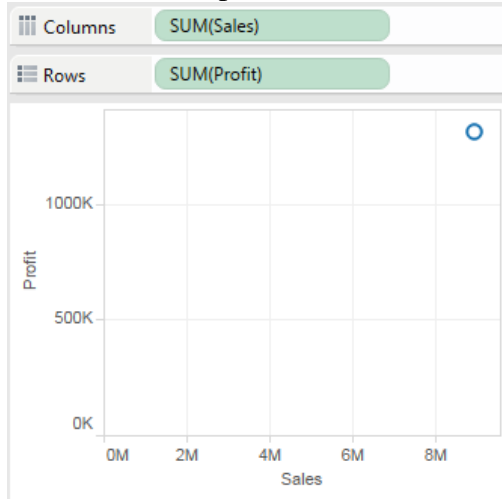 Columns SUM(Sales)
Rows SUM(Profit)
1000K
Profit
500K
0K
0M 2M 4M 6M 8M
Sales